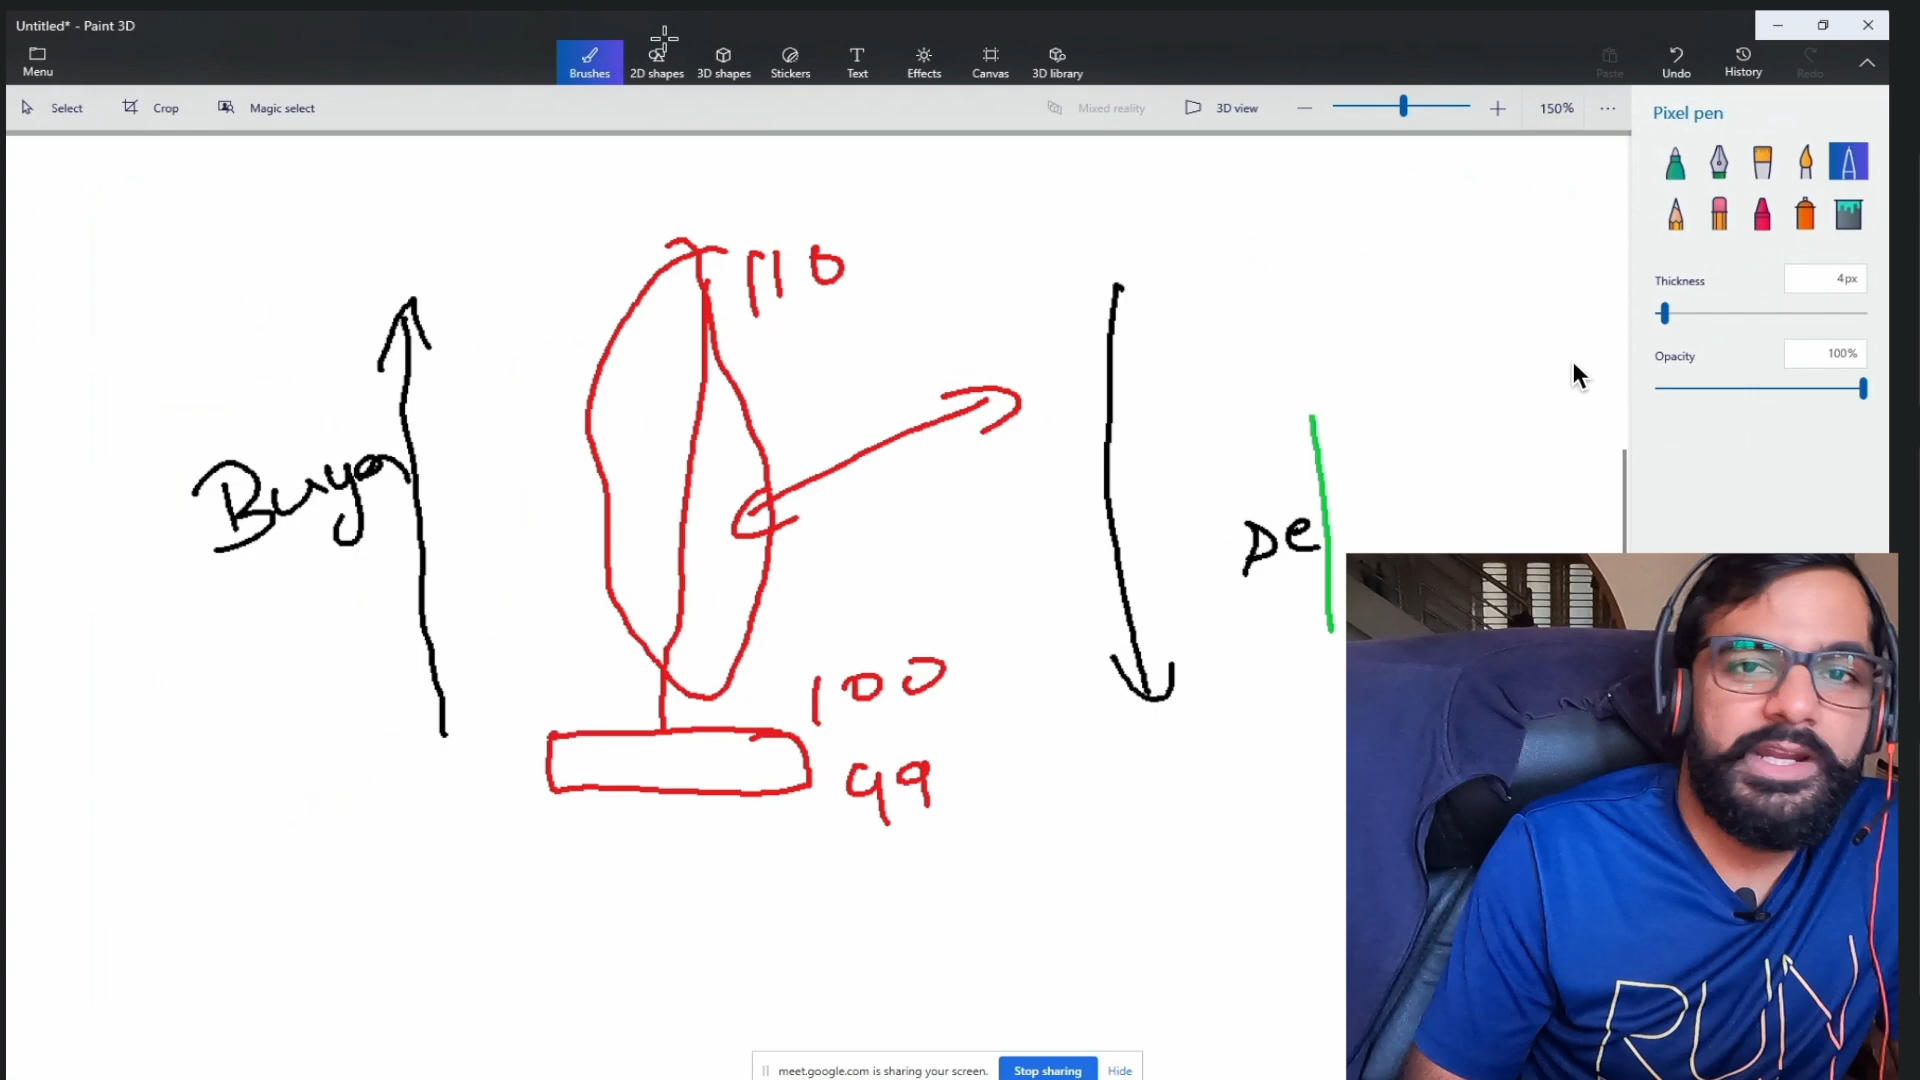 Untitled* - Paint 3D
Menu
Brushes
2D shapes
3D shapes
Stickers
Text
Effects
Canvas
3D library
Paste
Undo
History
Redo
Select
Crop
Magic select
Mixed reality
3D view
150%
Pixel pen
Thickness
4px
Opacity
100%
110
Buyer
De
100
99
RUN
meet.google.com is sharing your screen.
Stop sharing
Hide